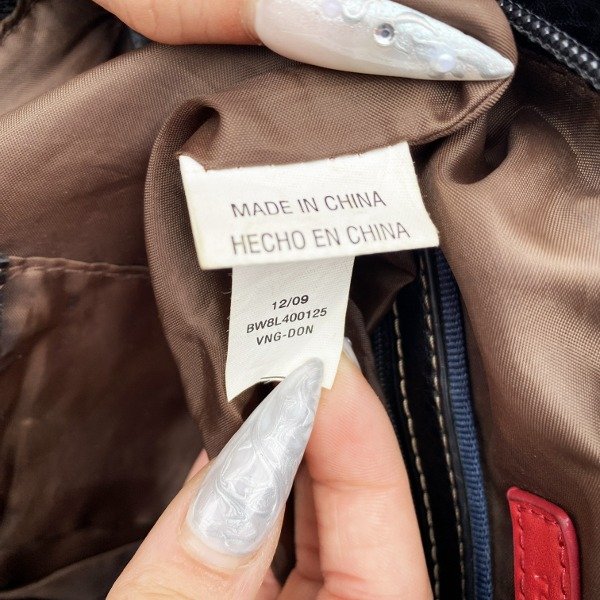 MADE IN CHINA
HECHO EN CHINA
12/09
BW8L400125
VNG-DON